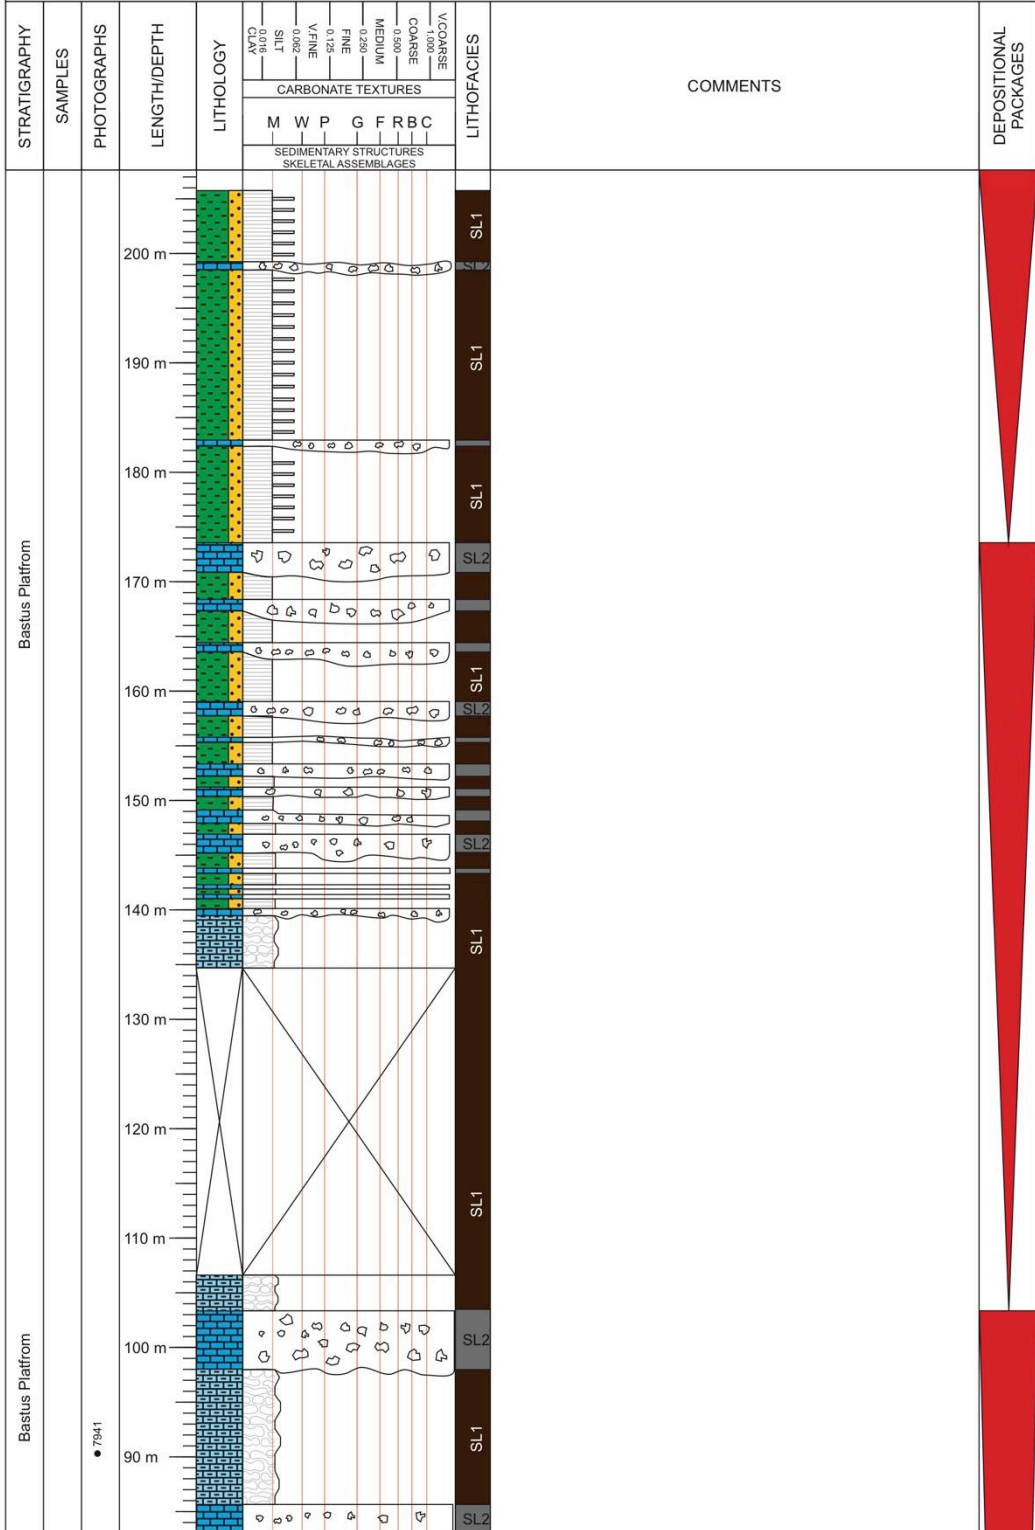 STRATIGRAPHY
SAMPLES
PHOTOGRAPHS
LENGTH/DEPTH
LITHOLOGY
CLAY
0.016
SILT
0.062
V.FINE
0.125
FINE
0.250
MEDIUM
0.500
COARSE
1.000
V.COARSE
CARBONATE TEXTURES
M W P G F R B C
SEDIMENTARY STRUCTURES
SKELETAL ASSEMBLAGES
LITHOFACIES
COMMENTS
DEPOSITIONAL
PACKAGES
SL1
200 m
SL2
190 m
SL1
180 m
SL1
SL2
170 m
Bastus Platfrom
160 m
SL1
SL2
150 m
SL2
140 m
SL1
130 m
120 m
SL1
110 m
100 m
SL2
Bastus Platfrom
7941
90 m
SL1
SL2